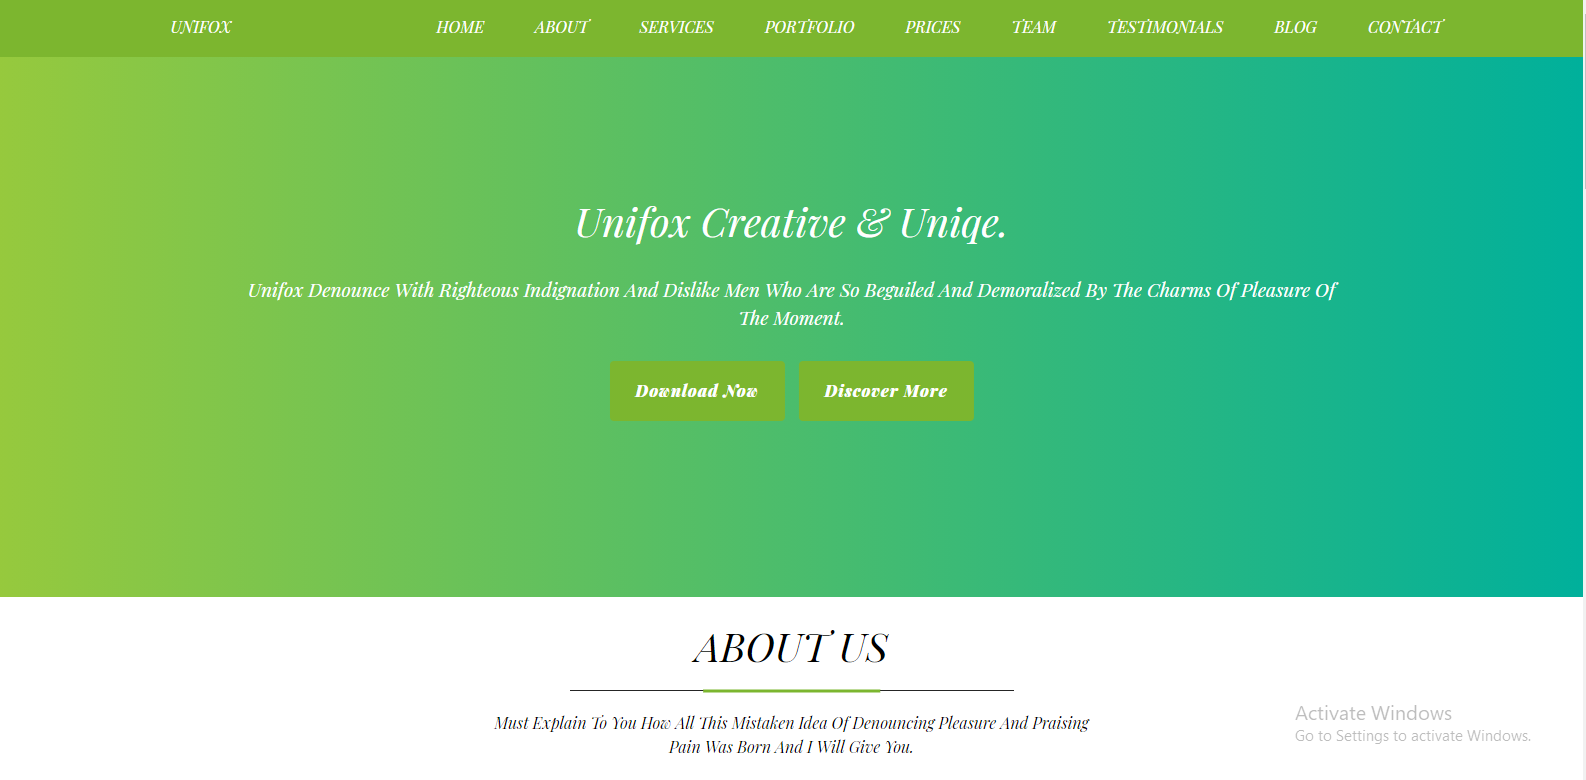 UNIFOX HOME ABOUT SERVICES PORTFOLIO PRICES TEAM TESTIMONIALS BLOG CONTACT
Unifox Creative & Uniqe.
Unifox Denounce With Righteous Indignation And Dislike Men Who Are So Beguiled And Demoralized By The Charms Of Pleasure Of
The Moment.
Download Now Discover More
ABOUT US
Must Explain To You How All This Mistaken Idea Of Denouncing Pleasure And Praising
Pain Was Born And I Will Give You.
Activate Windows
Go to Settings to activate Windows.